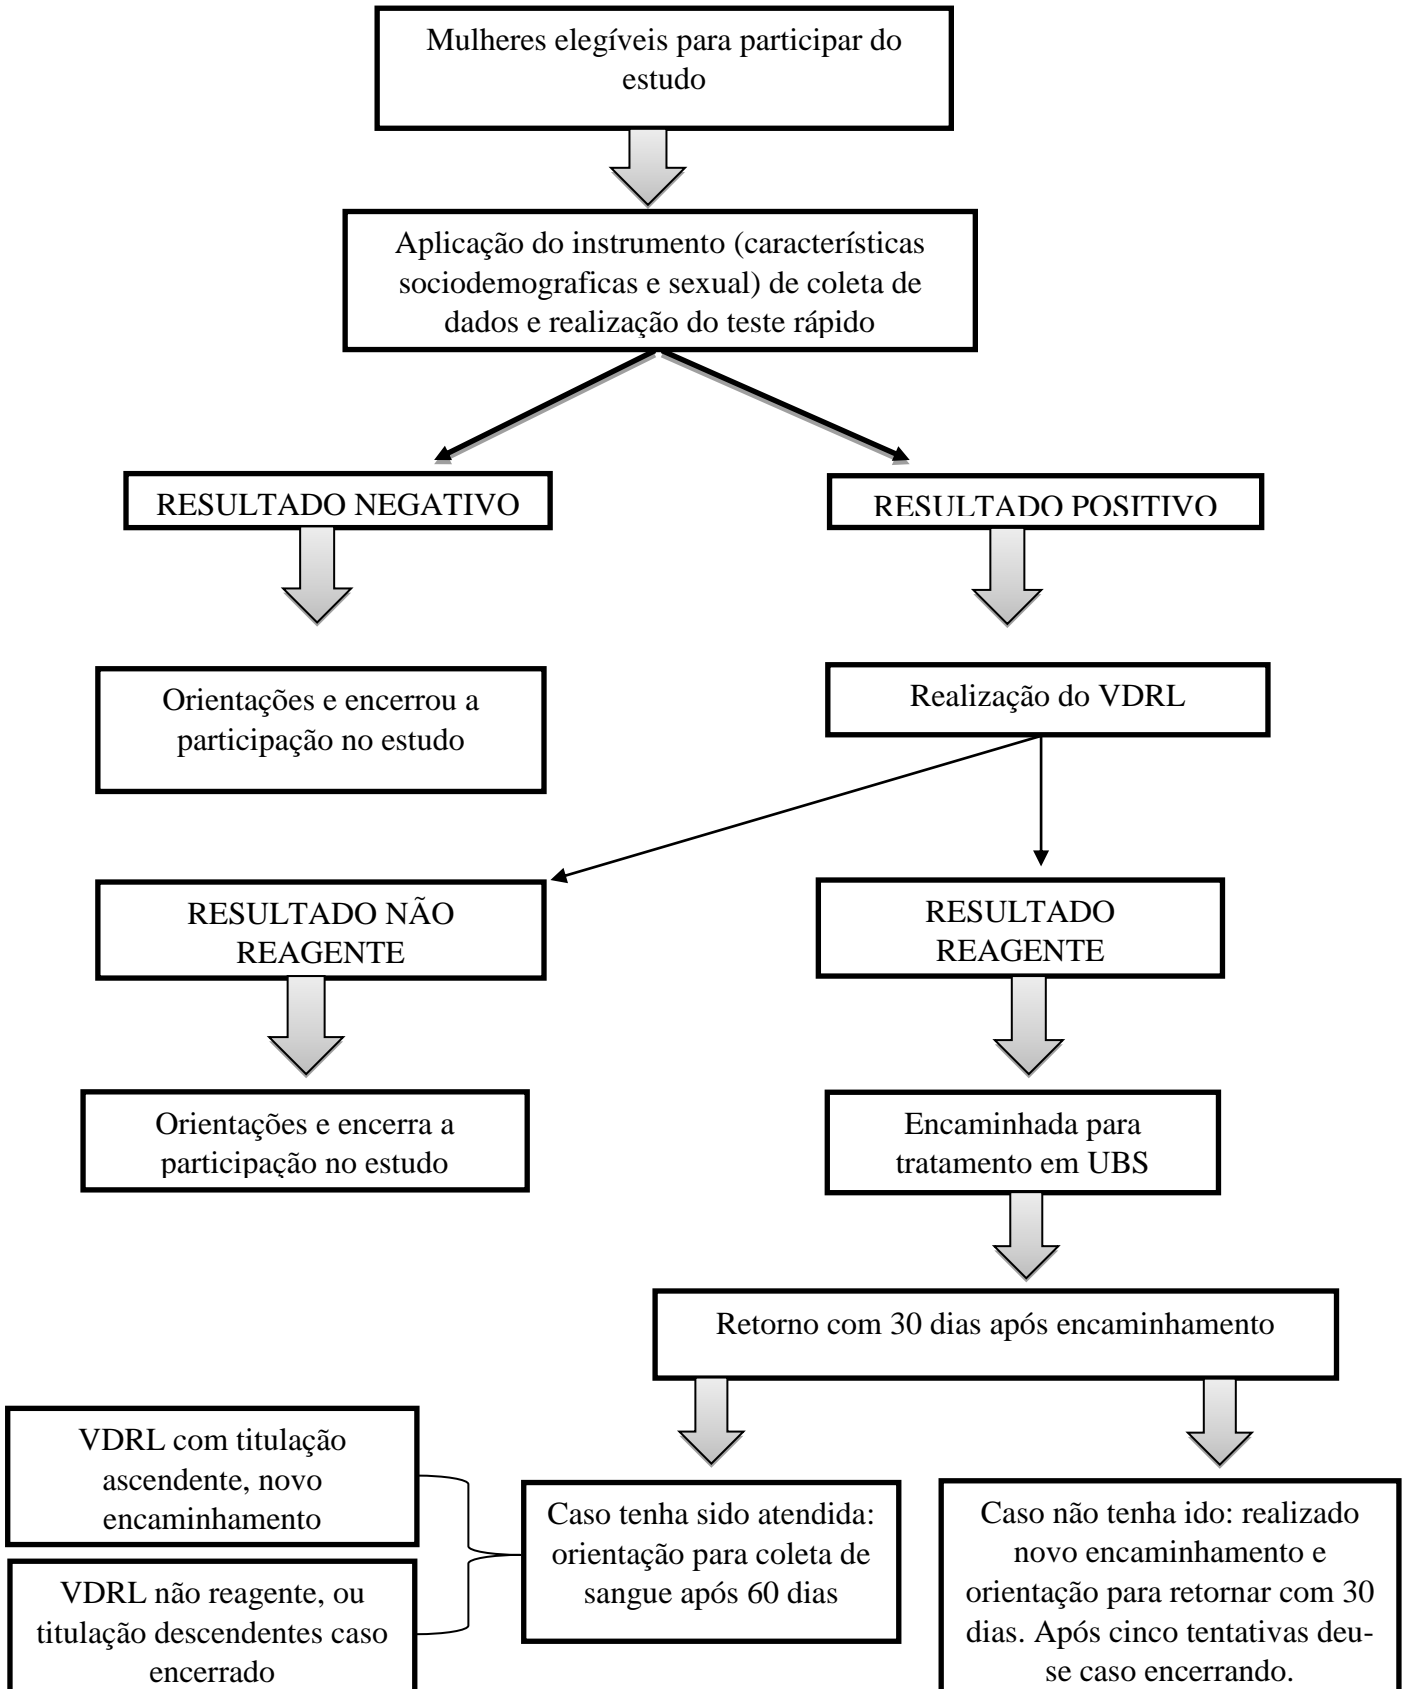 Mulheres elegíveis para participar do
estudo
Aplicação do instrumento (características
sociodemograficas e sexual) de coleta de
dados e realização do teste rápido
RESULTADO NEGATIVO
RESULTADO POSITIVO
Orientações e encerrou a
participação no estudo
Realização do VDRL
RESULTADO NÃO
REAGENTE
RESULTADO
REAGENTE
Orientações e encerra a
participação no estudo
Encaminhada para
tratamento em UBS
Retorno com 30 dias após encaminhamento
VDRL com titulação
ascendente, novo
encaminhamento
VDRL não reagente, ou
titulação descendentes caso
encerrado
Caso tenha sido atendida:
orientação para coleta de
sangue após 60 dias
Caso não tenha ido: realizado
novo encaminhamento e
orientação para retornar com 30
dias. Após cinco tentativas deu-
se caso encerrando.